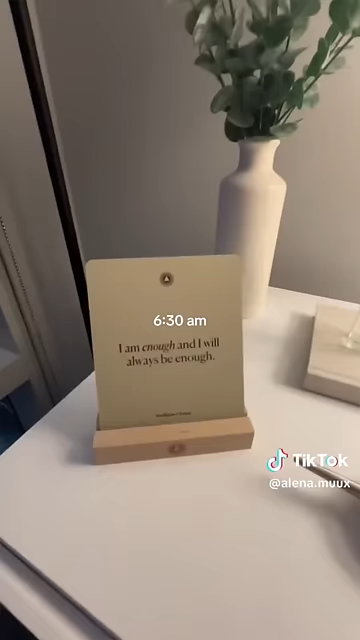 6:30 am
I am enough and I will
always be enough.
TikTok
@alena.muux